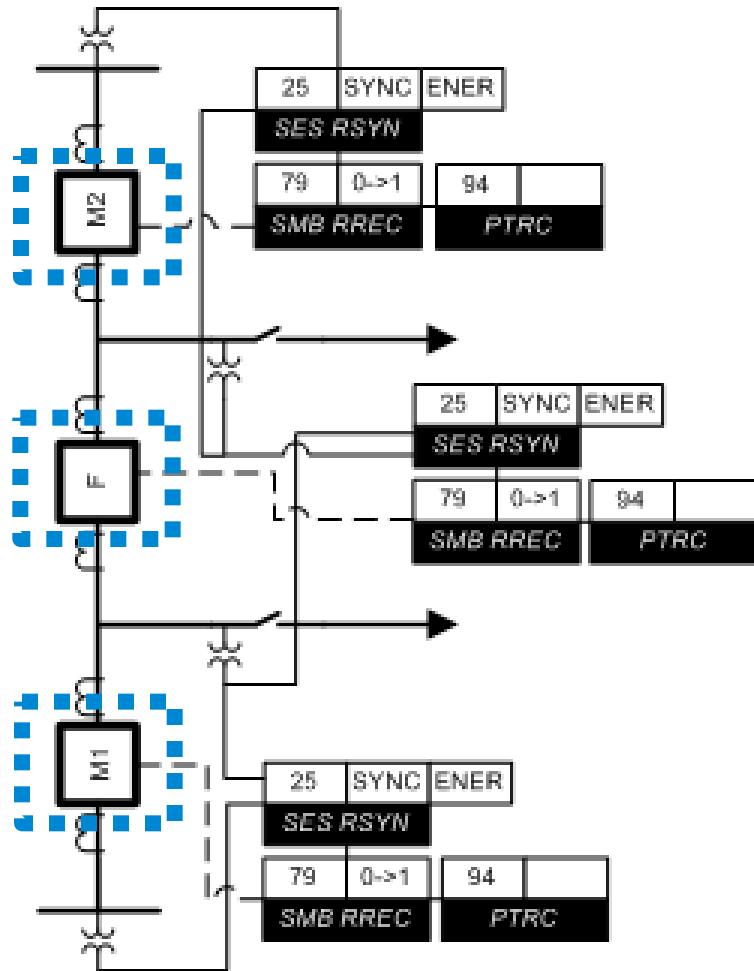 25 SYNC ENER
SES RSYN
79 0->1 94
SMB RREC PTRC
M2
25 SYNC ENER
SES RSYN
F
79 0->1 94
SMB RREC PTRC
M1
25 SYNC ENER
SES RSYN
79 0->1 94
SMB RREC PTRC